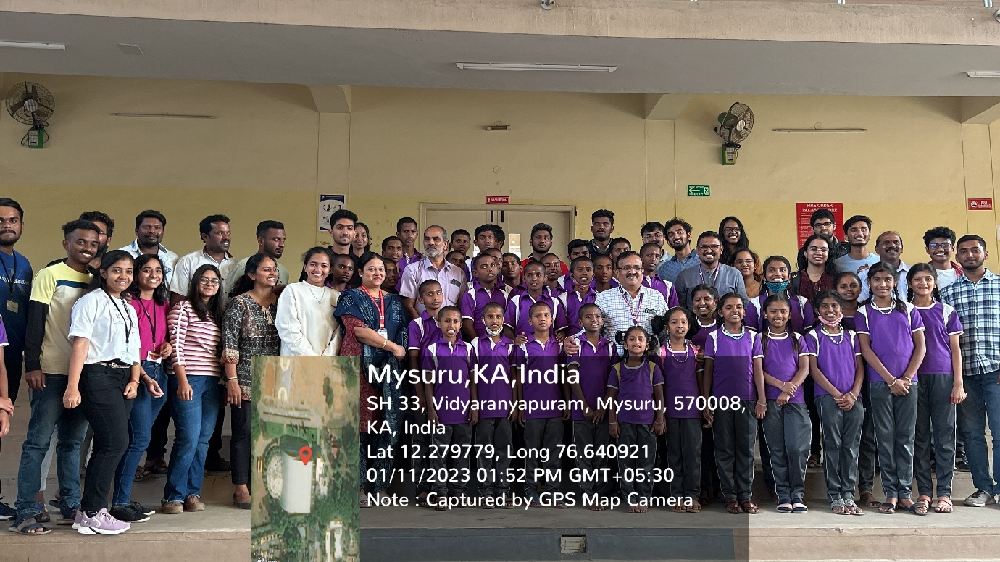 WASH ROOM
FIRE ORDER
IN CASE OF FIRE
NO
SMOKING
Mysuru,KA,India
SH 33, Vidyaranyapuram, Mysuru, 570008,
KA, India
Lat 12.279779, Long 76.640921
01/11/2023 01:52 PM GMT+05:30
Note : Captured by GPS Map Camera